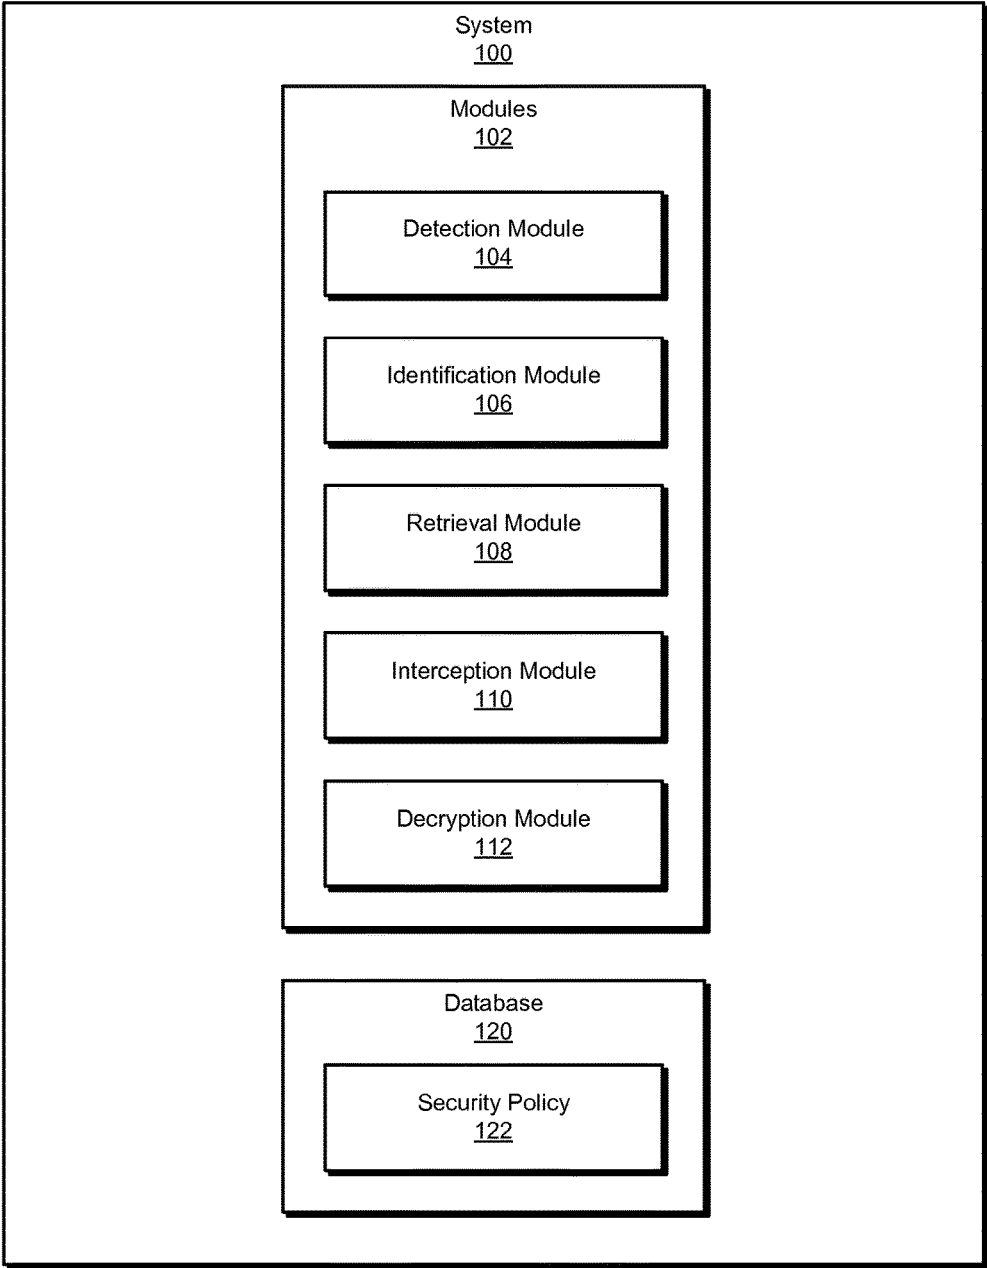 System
100
Modules
102
Detection Module
104
Identification Module
106
Retrieval Module
108
Interception Module
110
Decryption Module
112
Database
120
Security Policy
122